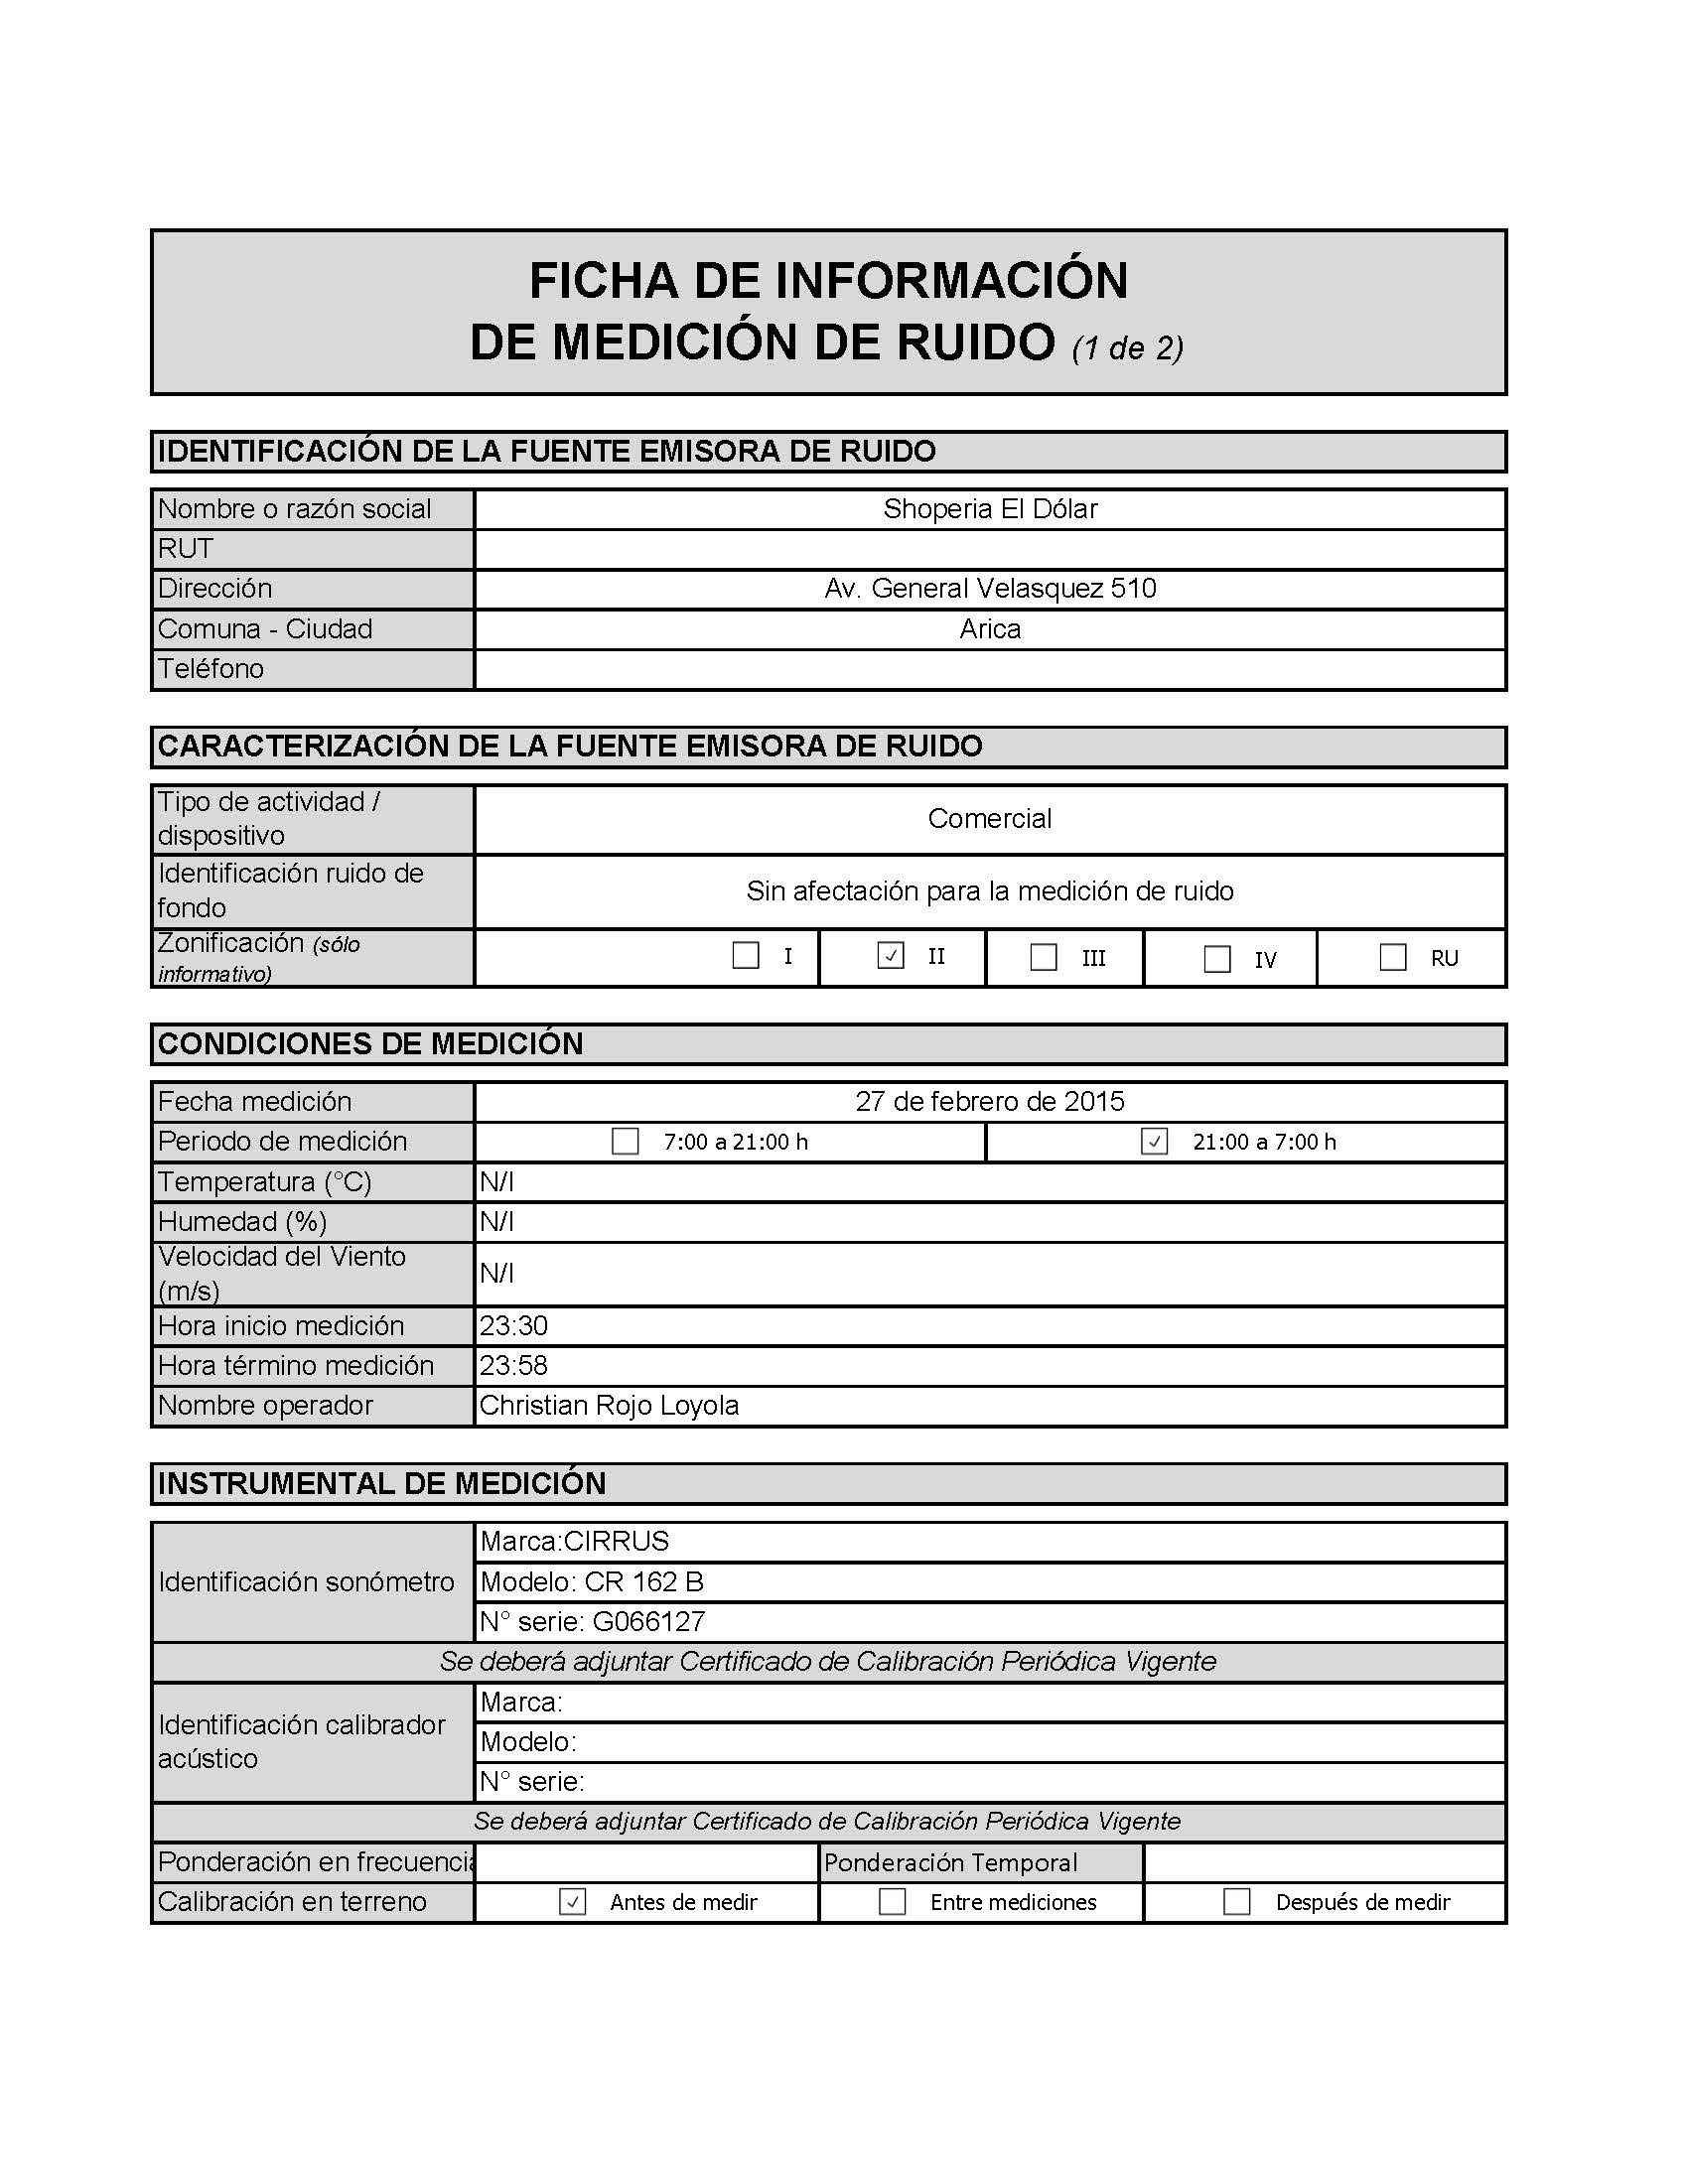 FICHA DE INFORMACIÓN
DE MEDICIÓN DE RUIDO (1 de 2)
IDENTIFICACIÓN DE LA FUENTE EMISORA DE RUIDO
Nombre o razón social Shoperia El Dólar
RUT
Dirección Av. General Velasquez 510
Comuna - Ciudad Arica
Teléfono
CARACTERIZACIÓN DE LA FUENTE EMISORA DE RUIDO
Tipo de actividad /
dispositivo
Comercial
Identificación ruido de
fondo
Sin afectación para la medición de ruido
Zonificación (sólo
informativo)
☐ I ☑ II ☐ III ☐ IV ☐ RU
CONDICIONES DE MEDICIÓN
Fecha medición 27 de febrero de 2015
Periodo de medición ☐ 7:00 a 21:00 h ☑ 21:00 a 7:00 h
Temperatura (°C) N/I
Humedad (%) N/I
Velocidad del Viento
(m/s)
N/I
Hora inicio medición 23:30
Hora término medición 23:58
Nombre operador Christian Rojo Loyola
INSTRUMENTAL DE MEDICIÓN
Identificación sonómetro
Marca:CIRRUS
Modelo: CR 162 B
N° serie: G066127
Se deberá adjuntar Certificado de Calibración Periódica Vigente
Identificación calibrador
acústico
Marca:
Modelo:
N° serie:
Se deberá adjuntar Certificado de Calibración Periódica Vigente
Ponderación en frecuencia Ponderación Temporal
Calibración en terreno ☑ Antes de medir ☐ Entre mediciones ☐ Después de medir